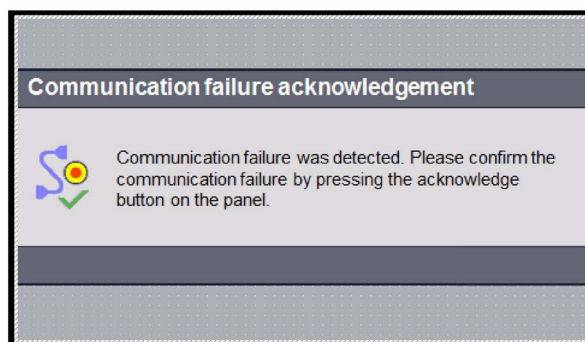 Communication failure acknowledgement
Communication failure was detected. Please confirm the
communication failure by pressing the acknowledge
button on the panel.